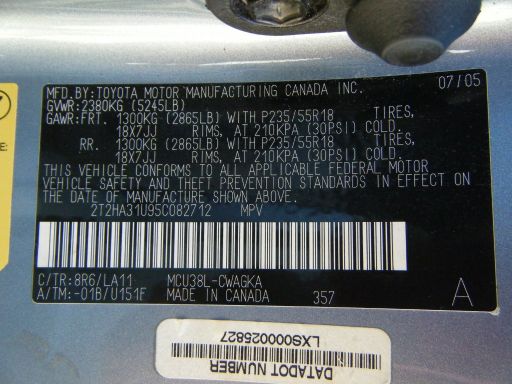 MFD.BY:TOYOTA MOTOR MANUFACTURING CANADA INC. 07/05
GVWR:2380KG (5245LB)
GAWR:FRT. 1300KG (2865LB) WITH P235/55R18 TIRES,
18X7JJ RIMS, AT 210KPA (30PSI) COLD.
RR. 1300KG (2865LB) WITH P235/55R18 TIRES,
18X7JJ RIMS, AT 210KPA (30PSI) COLD.
THIS VEHICLE CONFORMS TO ALL APPLICABLE FEDERAL MOTOR
VEHICLE SAFETY AND THEFT PREVENTION STANDARDS IN EFFECT ON
THE DATE OF MANUFACTURE SHOWN ABOVE.
2T2HA31U95C082712 MPV
C/TR:8R6/LA11 MCU38L-CWAGKA
A/TM:-01B/U151F MADE IN CANADA 357 A
LXS0000025827
DATADOT NUMBER